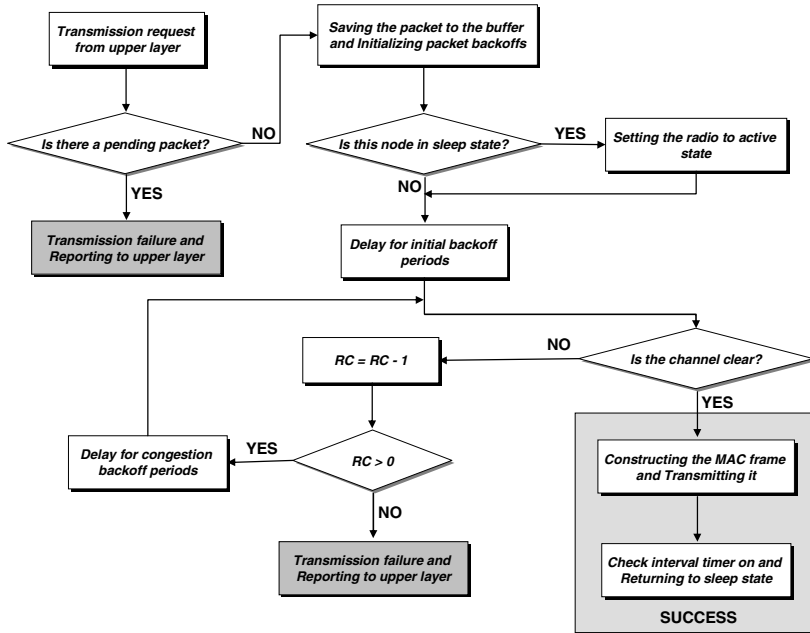 Transmission request
from upper layer
Saving the packet to the buffer
and Initializing packet backoffs
Is there a pending packet?
NO
Is this node in sleep state?
YES
Setting the radio to active
state
YES
NO
Transmission failure and
Reporting to upper layer
Delay for initial backoff
periods
RC = RC - 1
NO
Is the channel clear?
YES
Delay for congestion
backoff periods
YES
RC > 0
Constructing the MAC frame
and Transmitting it
NO
Transmission failure and
Reporting to upper layer
Check interval timer on and
Returning to sleep state
SUCCESS